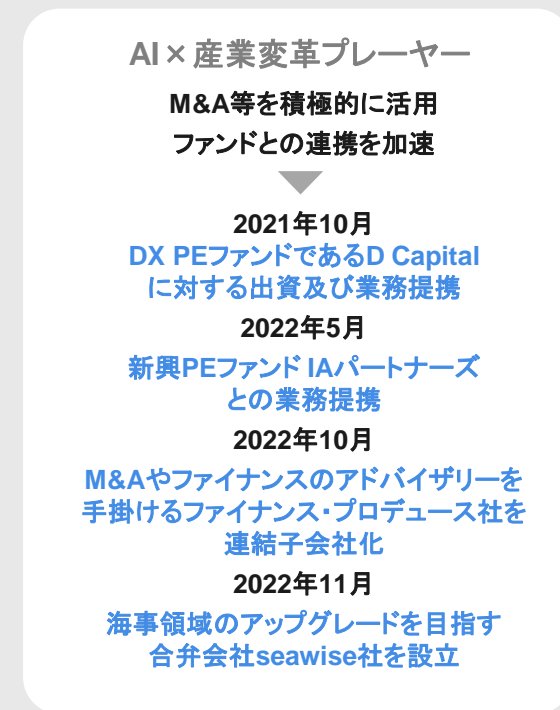 AI×産業変革プレーヤー
M&A等を積極的に活用
ファンドとの連携を加速
2021年10月
DX PEファンドであるD Capital
に対する出資及び業務提携
2022年5月
新興PEファンド IAパートナーズ
との業務提携
2022年10月
M&Aやファイナンスのアドバイザリーを
手掛けるファイナンス・プロデュース社を
連結子会社化
2022年11月
海事領域のアップグレードを目指す
合弁会社seawise社を設立